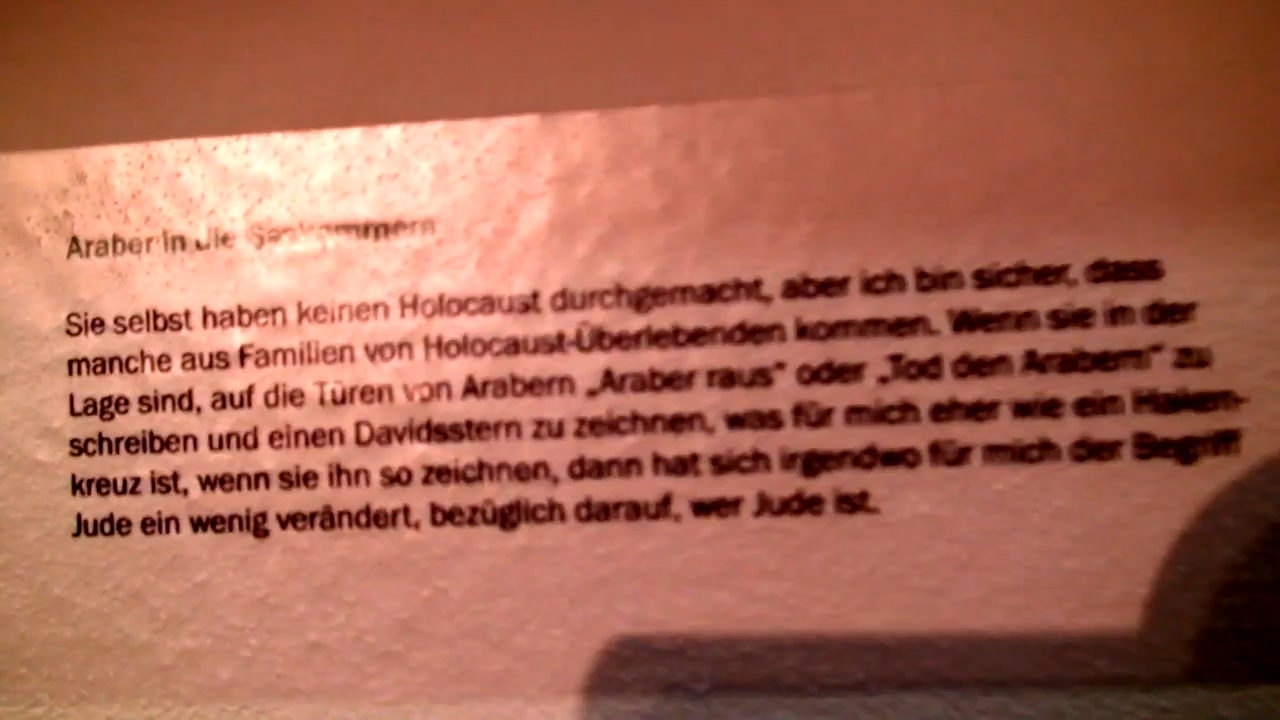 Araber in die Gaskammern
Sie selbst haben keinen Holocaust durchgemacht, aber ich bin sicher, dass
manche aus Familien von Holocaust-Überlebenden kommen. Wenn sie in der
Lage sind, auf die Türen von Arabern „Araber raus“ oder „Tod den Arabern“ zu
schreiben und einen Davidsstern zu zeichnen, was für mich eher wie ein Haken-
kreuz ist, wenn sie ihn so zeichnen, dann hat sich irgendwo für mich der Begriff
Jude ein wenig verändert, bezüglich darauf, wer Jude ist.